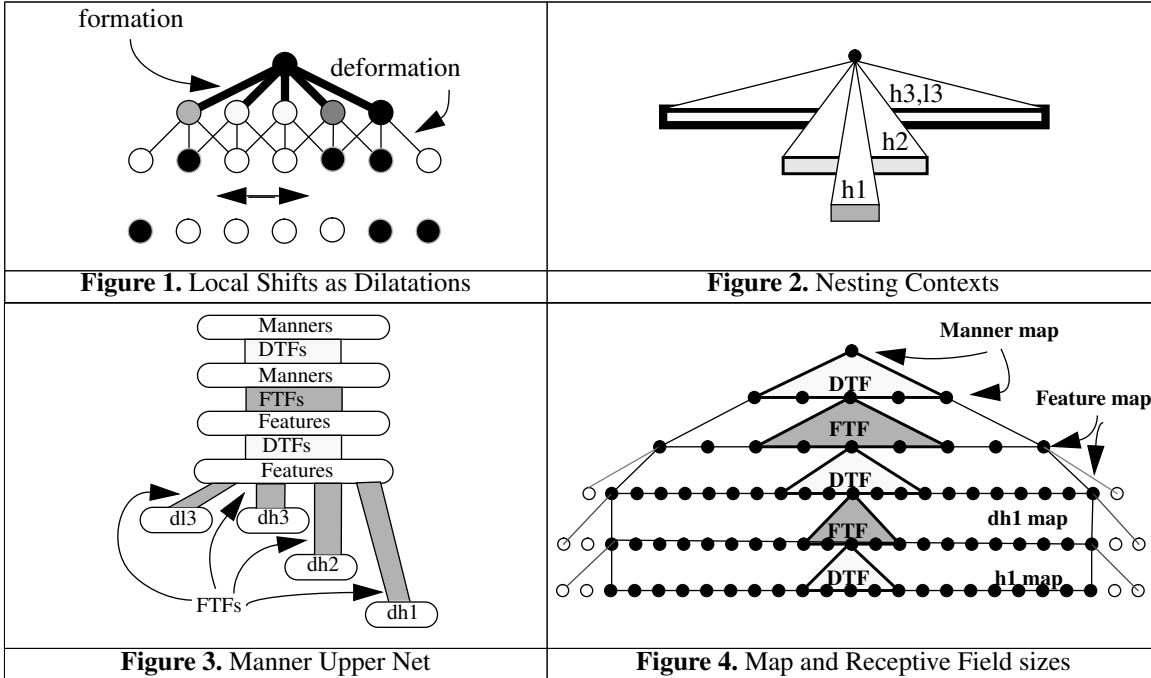 formation
deformation
Figure 1. Local Shifts as Dilatations
h3,l3
h2
h1
Figure 2. Nesting Contexts
Manners
DTFs
Manners
FTFs
Features
DTFs
Features
dl3
dh3
dh2
FTFs
dh1
Figure 3. Manner Upper Net
Manner map
DTF
Feature map
FTF
DTF
dh1 map
FTF
h1 map
DTF
Figure 4. Map and Receptive Field sizes